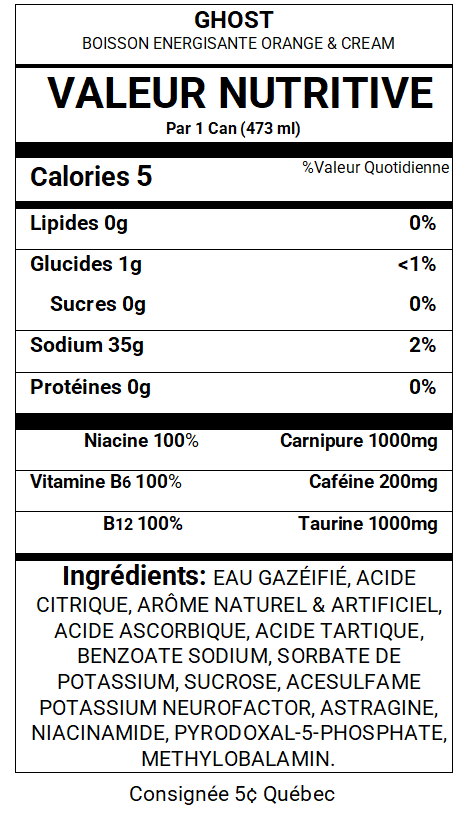 GHOST
BOISSON ENERGISANTE ORANGE & CREAM
VALEUR NUTRITIVE
Par 1 Can (473 ml)
Calories 5 %Valeur Quotidienne
Lipides 0g 0%
Glucides 1g <1%
Sucres 0g 0%
Sodium 35g 2%
Protéines 0g 0%
Niacine 100% Carnipure 1000mg
Vitamine B6 100% Caféine 200mg
B12 100% Taurine 1000mg
Ingrédients: EAU GAZÉIFIÉ, ACIDE
CITRIQUE, ARÔME NATUREL & ARTIFICIEL,
ACIDE ASCORBIQUE, ACIDE TARTIQUE,
BENZOATE SODIUM, SORBATE DE
POTASSIUM, SUCROSE, ACESULFAME
POTASSIUM NEUROFACTOR, ASTRAGINE,
NIACINAMIDE, PYRODOXAL-5-PHOSPHATE,
METHYLOBALAMIN.
Consignée 5¢ Québec